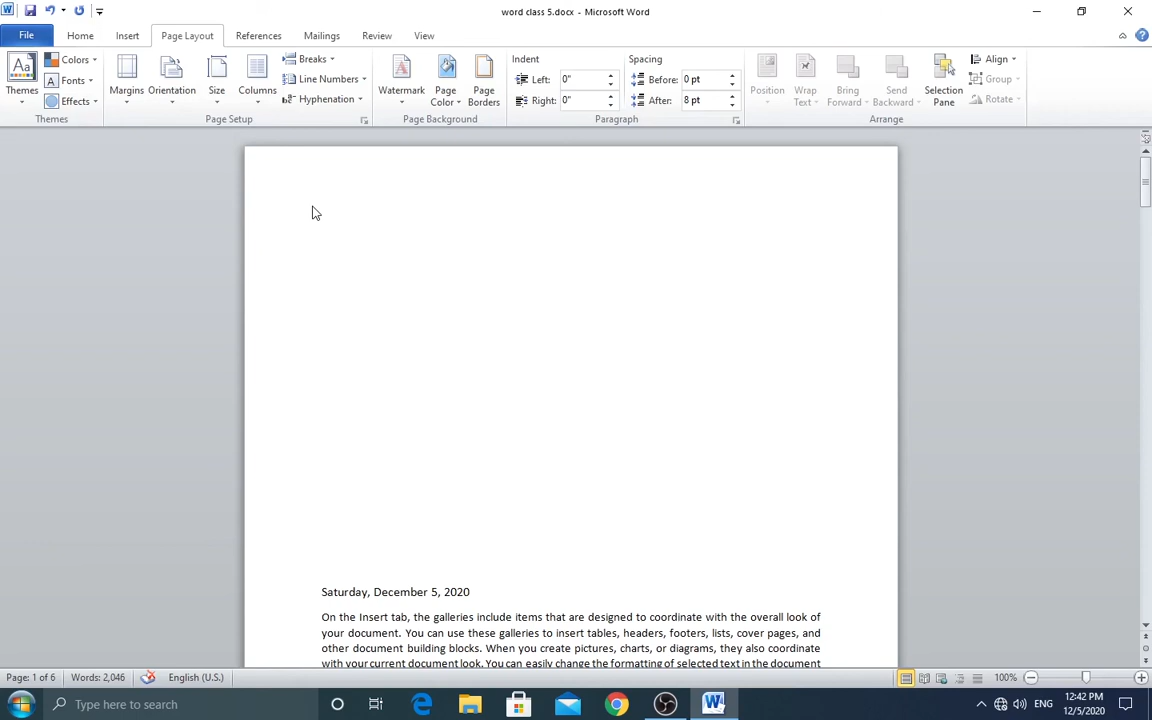 word class 5.docx - Microsoft Word
File Home Insert Page Layout References Mailings Review View
Themes
Colors
Fonts
Effects
Themes
Margins
Orientation
Size
Columns
Breaks
Line Numbers
Hyphenation
Page Setup
Watermark
Page Color
Page Borders
Page Background
Indent
Left: 0"
Right: 0"
Spacing
Before: 0 pt
After: 8 pt
Paragraph
Position
Wrap Text
Bring Forward
Send Backward
Selection Pane
Align
Group
Rotate
Arrange
Saturday, December 5, 2020
On the Insert tab, the galleries include items that are designed to coordinate with the overall look of
your document. You can use these galleries to insert tables, headers, footers, lists, cover pages, and
other document building blocks. When you create pictures, charts, or diagrams, they also coordinate
with your current document look. You can easily change the formatting of selected text in the document
Page: 1 of 6 Words: 2,046 English (U.S.) 100%
Type here to search
ENG
12:42 PM
12/5/2020